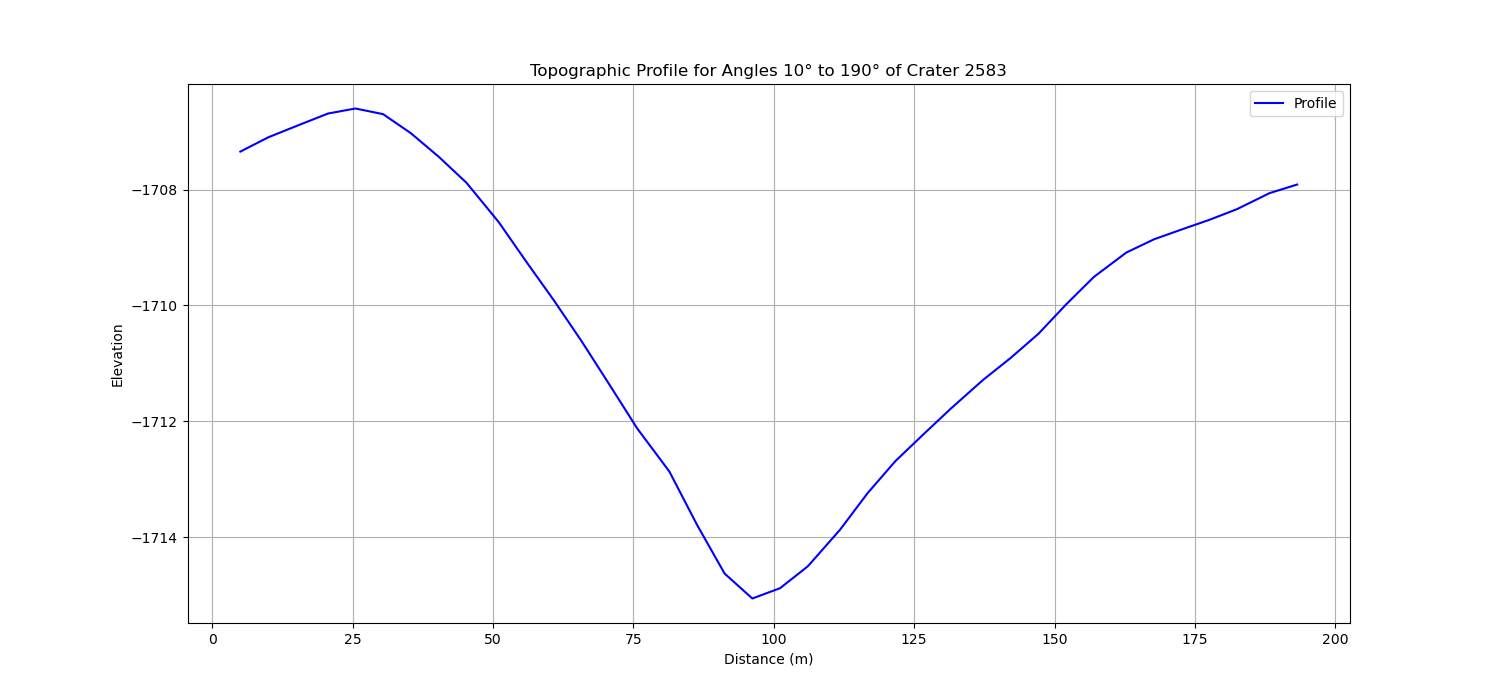 Topographic Profile for Angles 10° to 190° of Crater 2583
Profile
−1708
−1710
−1712
−1714
Elevation
0 25 50 75 100 125 150 175 200
Distance (m)